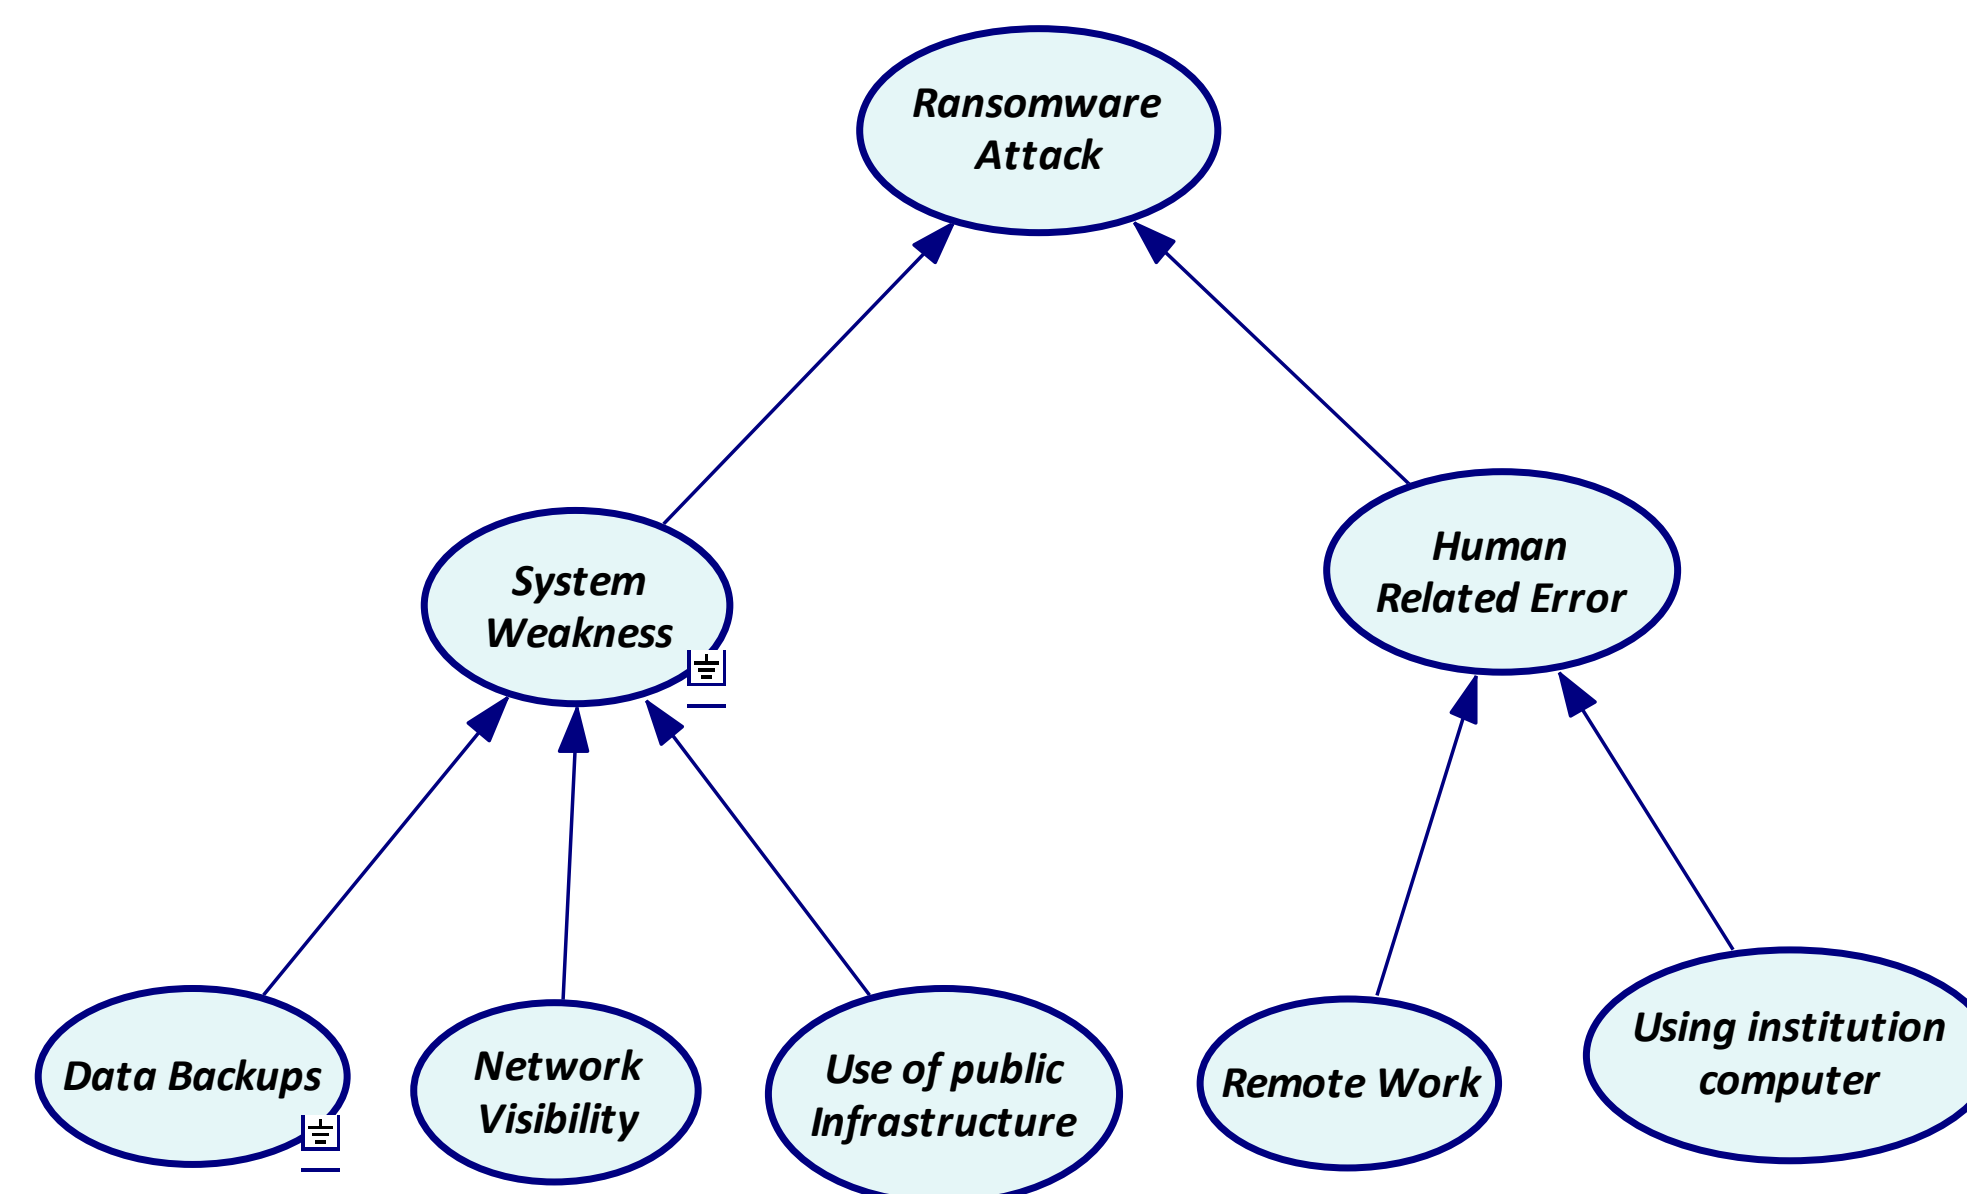 Ransomware
Attack
System
Weakness
Human
Related Error
Data Backups
Network
Visibility
Use of public
Infrastructure
Remote Work
Using institution
computer